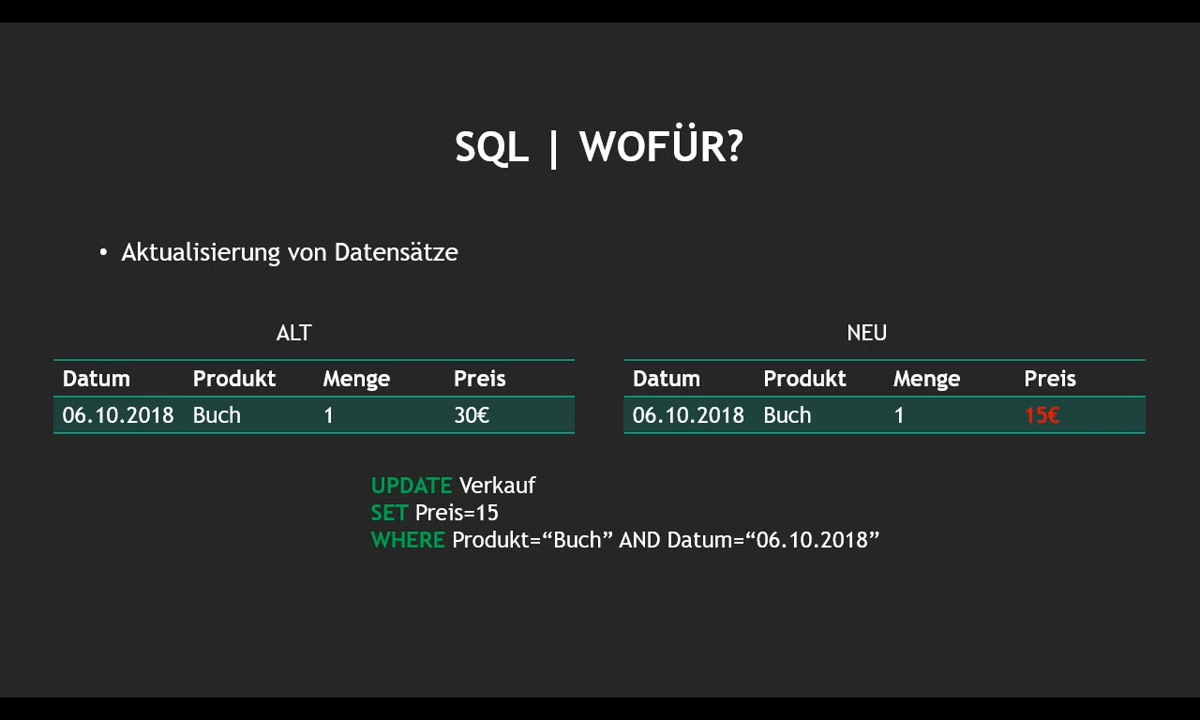 SQL | WOFÜR?
• Aktualisierung von Datensätze
ALT
Datum Produkt Menge Preis
06.10.2018 Buch 1 30€
NEU
Datum Produkt Menge Preis
06.10.2018 Buch 1 15€
UPDATE Verkauf
SET Preis=15
WHERE Produkt=“Buch” AND Datum=“06.10.2018”